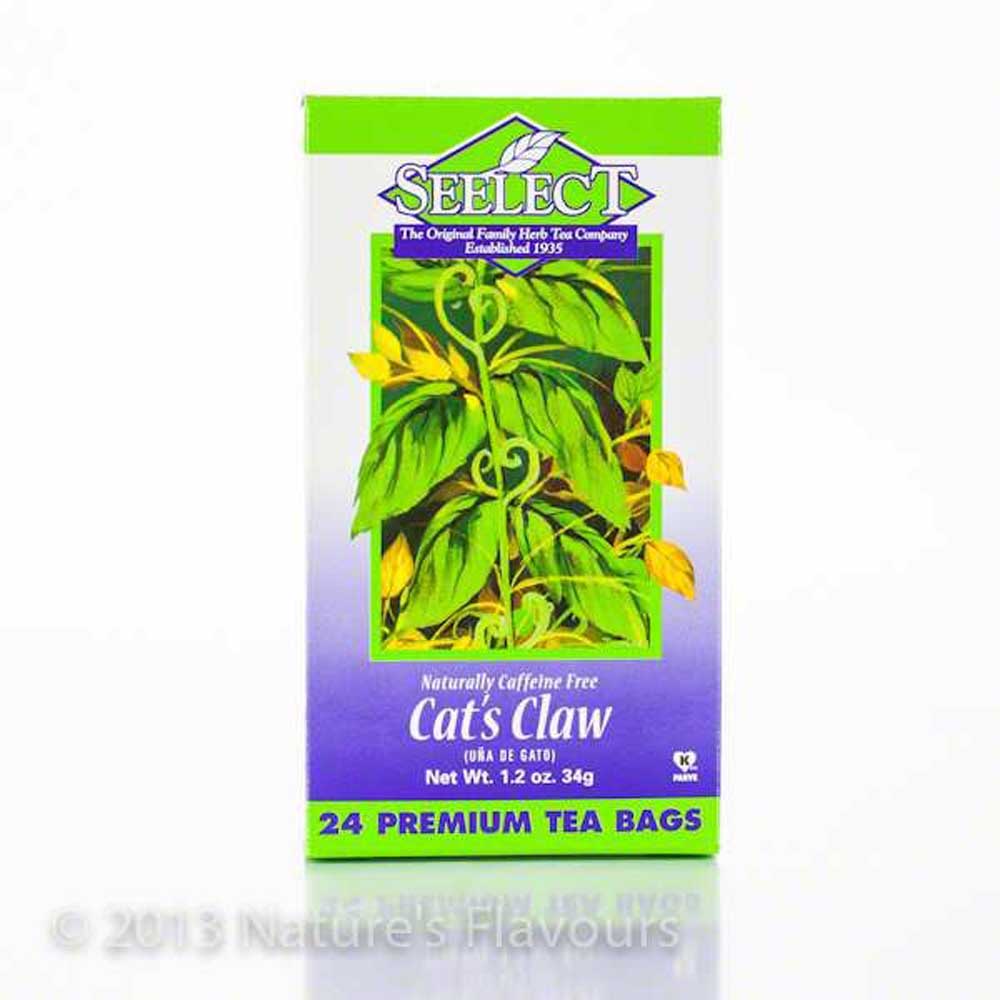 SEELECT
The Original Family Herb Tea Company
Established 1935
Naturally Caffeine Free
Cat's Claw
(UÑA DE GATO)
Net Wt. 1.2 oz. 34g
K
PARVE
24 PREMIUM TEA BAGS
© 2013 Nature's Flavours